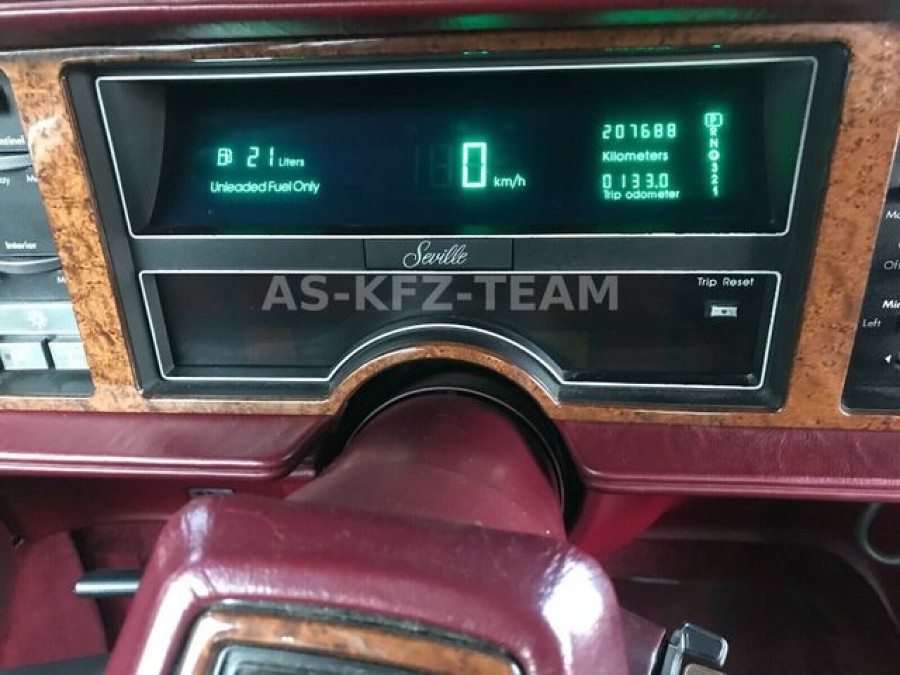 21 Liters
Unleaded Fuel Only
0 km/h
207688
Kilometers
0133.0
Trip odometer
P
R
N
O
3
2
1
Seville
AS-KFZ-TEAM
Trip Reset
Interior
Left